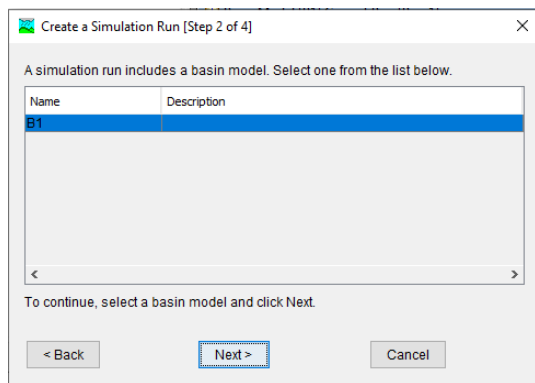 Create a Simulation Run [Step 2 of 4]
A simulation run includes a basin model. Select one from the list below.
Name Description
B1
To continue, select a basin model and click Next.
< Back Next > Cancel